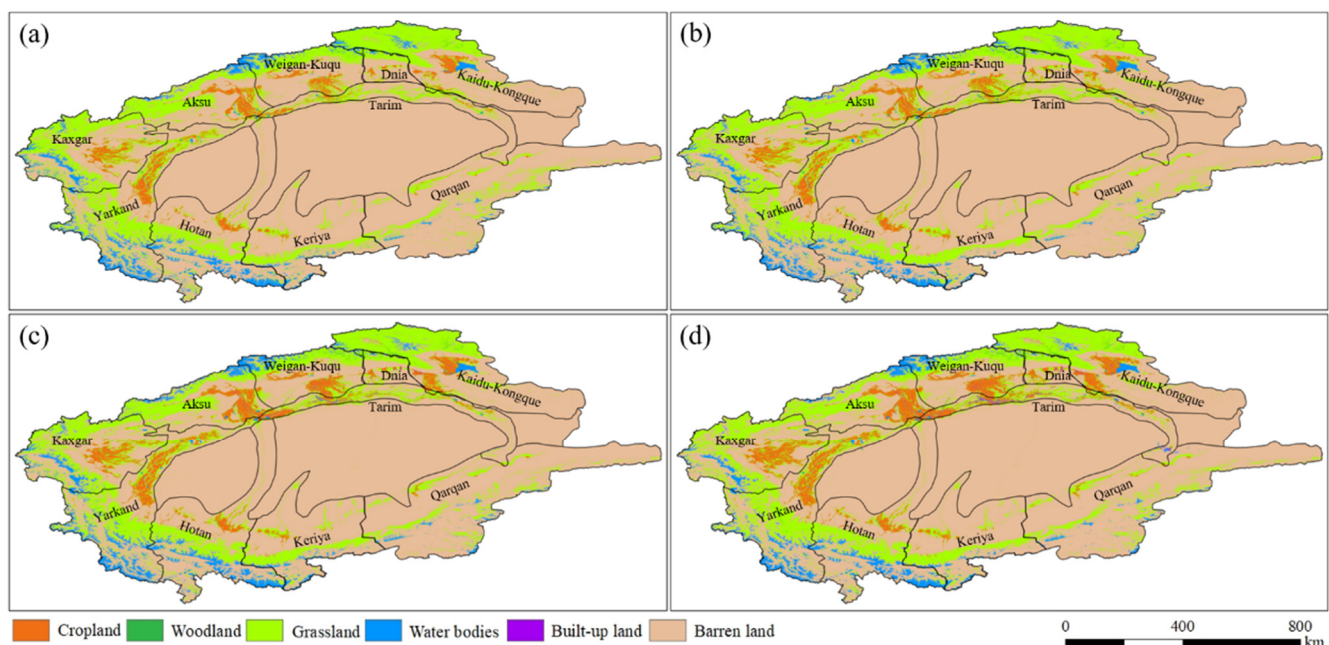 (a)
Weigan-Kuqu
Dnia
Kaidu-Kongque
Aksu
Tarim
Kaxgar
Yarkand
Qarqan
Hotan
Keriya
(b)
Weigan-Kuqu
Dnia
Kaidu-Kongque
Aksu
Tarim
Kaxgar
Yarkand
Qarqan
Hotan
Keriya
(c)
Weigan-Kuqu
Dnia
Kaidu-Kongque
Aksu
Tarim
Kaxgar
Yarkand
Qarqan
Hotan
Keriya
(d)
Weigan-Kuqu
Dnia
Kaidu-Kongque
Aksu
Tarim
Kaxgar
Yarkand
Qarqan
Hotan
Keriya
Cropland Woodland Grassland Water bodies Built-up land Barren land
0 400 800
km